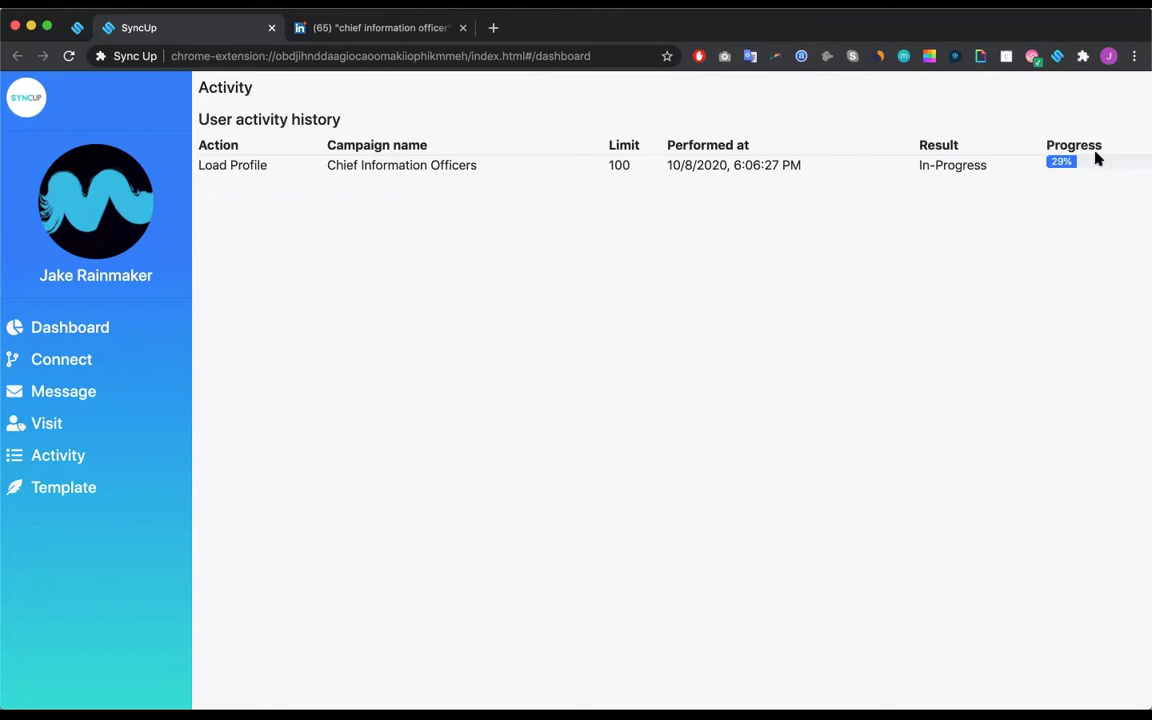 SyncUp
(65) "chief information officer"
Sync Up
chrome-extension://obdjihnddaagiocaoomakiiophikmmeh/index.html#/dashboard
J
SYNCUP
Jake Rainmaker
Dashboard
Connect
Message
Visit
Activity
Template
Activity
User activity history
Action Campaign name Limit Performed at Result Progress
Load Profile Chief Information Officers 100 10/8/2020, 6:06:27 PM In-Progress 29%